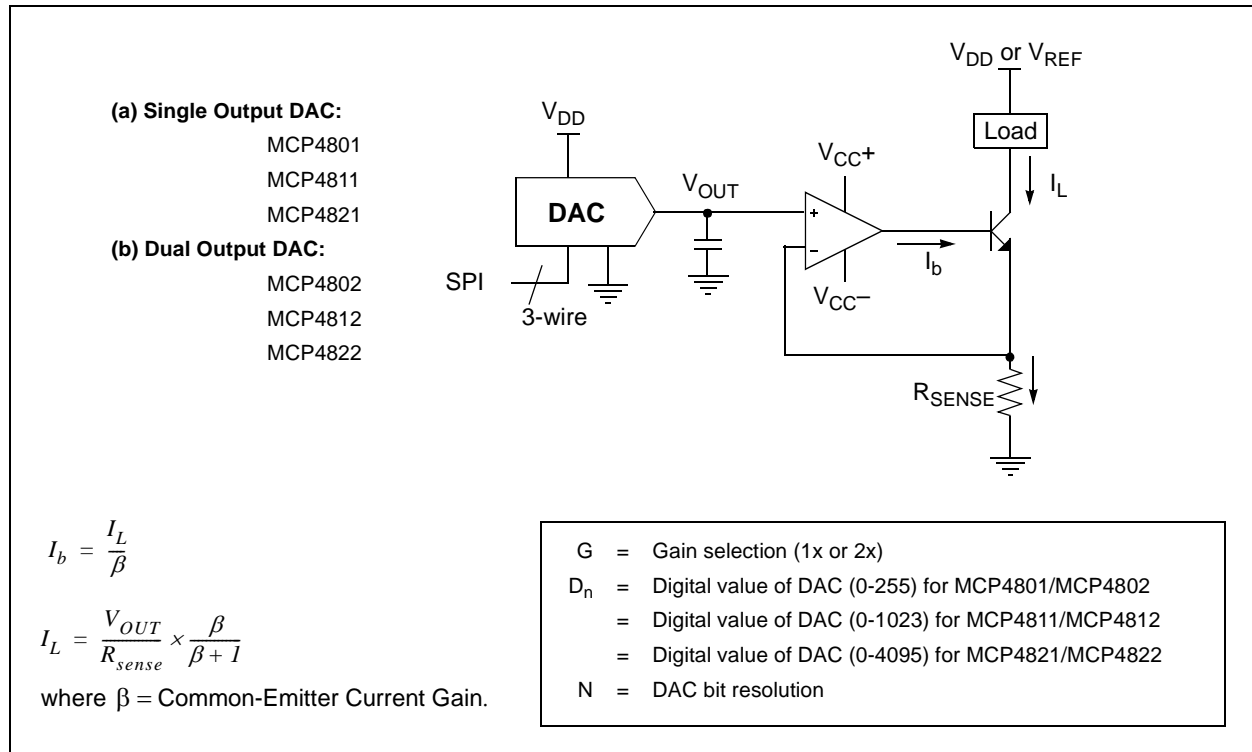 (a) Single Output DAC:
MCP4801
MCP4811
MCP4821
(b) Dual Output DAC:
MCP4802
MCP4812
MCP4822
V_DD
DAC
SPI
3-wire
V_OUT
V_CC+
+
–
V_CC–
I_b
V_DD or V_REF
Load
I_L
R_SENSE
I_b = I_L / β
I_L = V_OUT / R_sense × β / (β + 1)
where β = Common-Emitter Current Gain.
G = Gain selection (1x or 2x)
D_n = Digital value of DAC (0-255) for MCP4801/MCP4802
= Digital value of DAC (0-1023) for MCP4811/MCP4812
= Digital value of DAC (0-4095) for MCP4821/MCP4822
N = DAC bit resolution